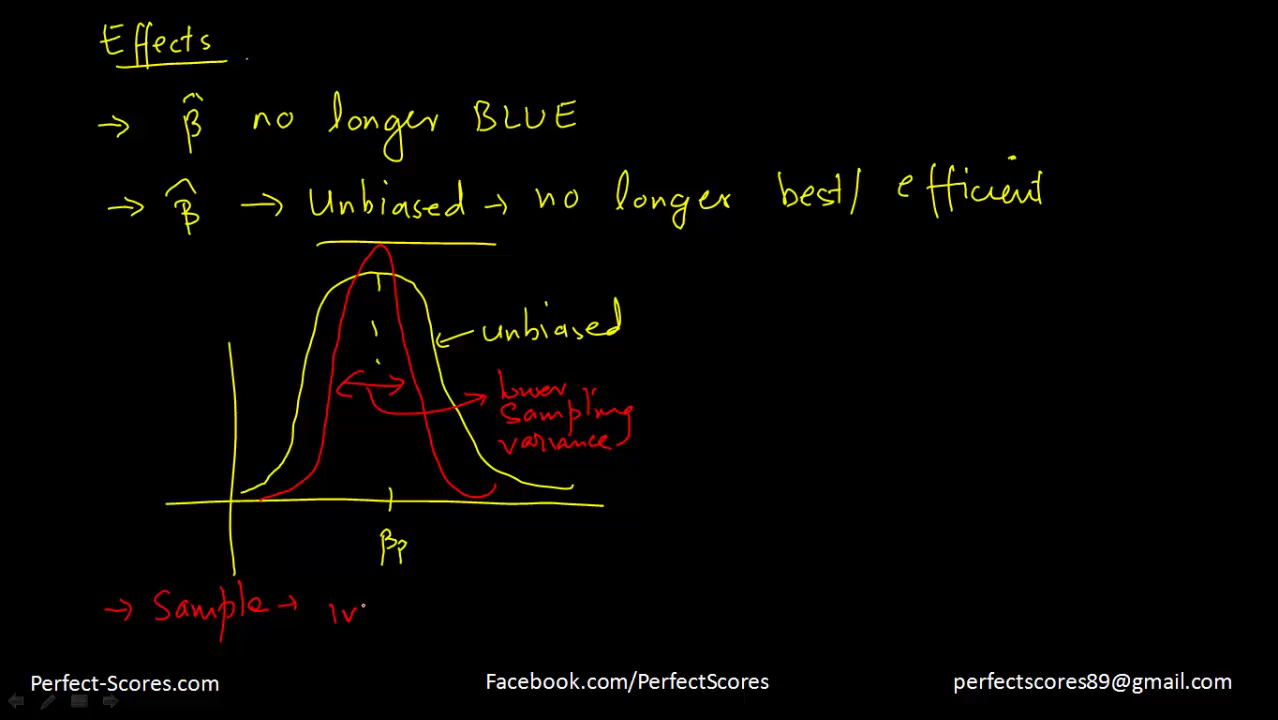 Effects
→ β̂ no longer BLUE
→ β̂ → Unbiased → no longer best/ efficient
unbiased
lower
sampling
variance
βp
→ Sample →
Perfect-Scores.com
Facebook.com/PerfectScores
perfectscores89@gmail.com